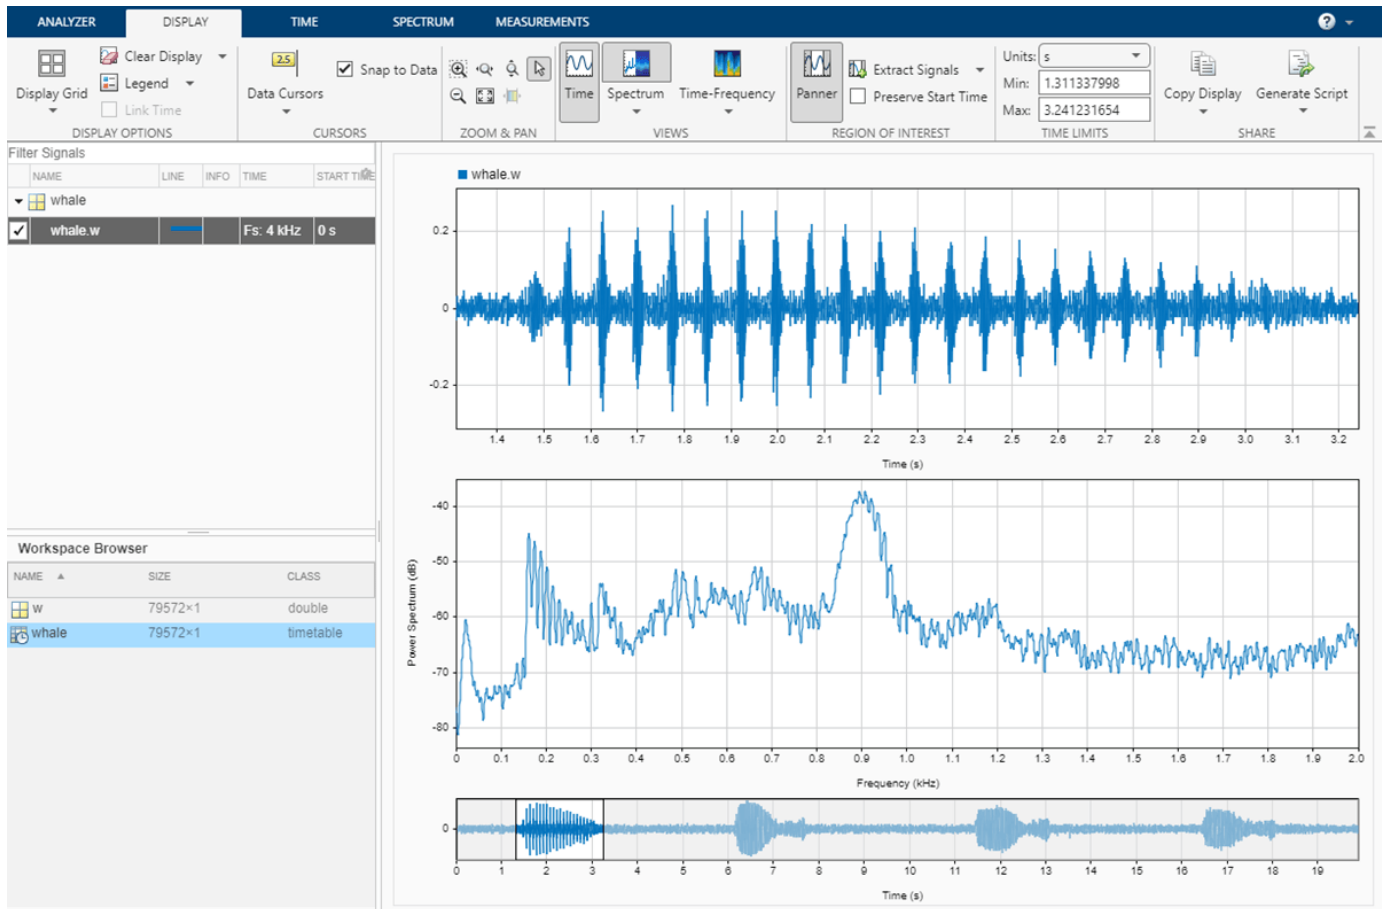 ANALYZER DISPLAY TIME SPECTRUM MEASUREMENTS ?
Display Grid
Clear Display
Legend
Link Time
DISPLAY OPTIONS
2.5
Data Cursors
Snap to Data
CURSORS
ZOOM & PAN
Time
Spectrum
Time-Frequency
VIEWS
Panner
Extract Signals
Preserve Start Time
REGION OF INTEREST
Units: s
Min: 1.311337998
Max: 3.241231654
TIME LIMITS
Copy Display
Generate Script
SHARE
Filter Signals
NAME LINE INFO TIME START TIME
whale
whale.w Fs: 4 kHz 0 s
Workspace Browser
NAME SIZE CLASS
w 79572×1 double
whale 79572×1 timetable
whale.w
0.2
0
-0.2
1.4 1.5 1.6 1.7 1.8 1.9 2.0 2.1 2.2 2.3 2.4 2.5 2.6 2.7 2.8 2.9 3.0 3.1 3.2
Time (s)
Power Spectrum (dB)
-40
-50
-60
-70
-80
0 0.1 0.2 0.3 0.4 0.5 0.6 0.7 0.8 0.9 1.0 1.1 1.2 1.3 1.4 1.5 1.6 1.7 1.8 1.9 2.0
Frequency (kHz)
0
0 1 2 3 4 5 6 7 8 9 10 11 12 13 14 15 16 17 18 19
Time (s)